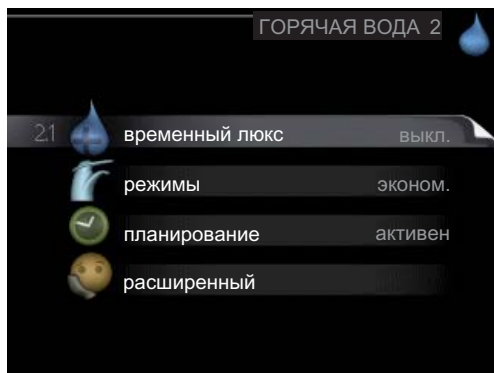 ГОРЯЧАЯ ВОДА 2
2.1 временный люкс выкл.
режимы эконом.
планирование активен
расширенный